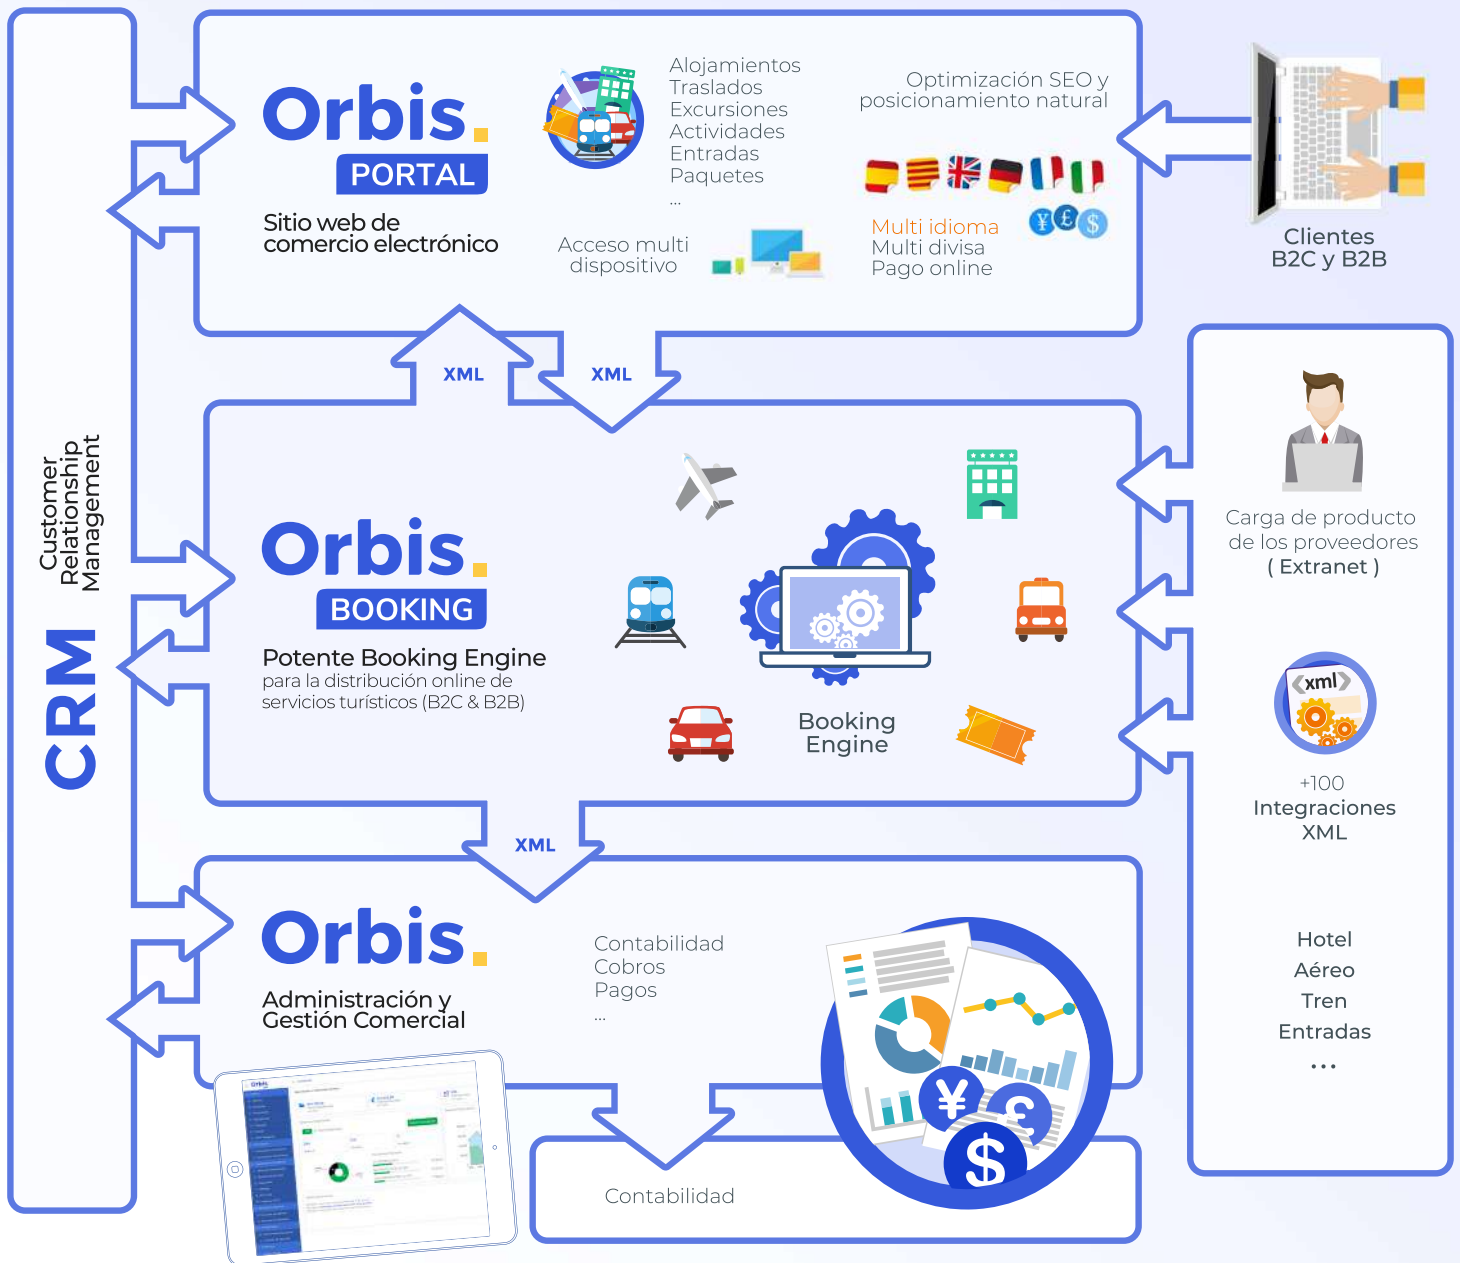 Customer
Relationship
Management
CRM
Orbis.
PORTAL
Sitio web de
comercio electrónico
Alojamientos
Traslados
Excursiones
Actividades
Entradas
Paquetes
...
Acceso multi
dispositivo
Optimización SEO y
posicionamiento natural
Multi idioma
Multi divisa
Pago online
¥ £ $
Clientes
B2C y B2B
XML
XML
Orbis.
BOOKING
Potente Booking Engine
para la distribución online de
servicios turísticos (B2C & B2B)
Booking
Engine
Carga de producto
de los proveedores
( Extranet )
<xml>
+100
Integraciones
XML
Hotel
Aéreo
Tren
Entradas
...
XML
Orbis.
Administración y
Gestión Comercial
Contabilidad
Cobros
Pagos
...
¥ £
$
Orbis.
Contabilidad